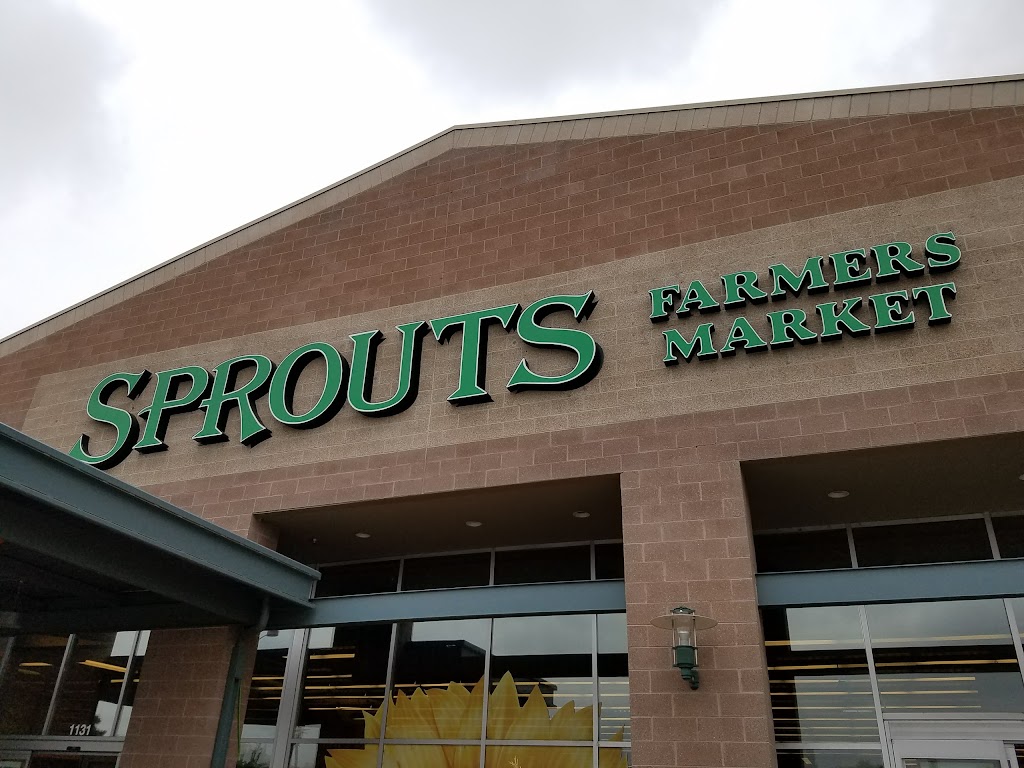 SPROUTS
FARMERS
MARKET
1131